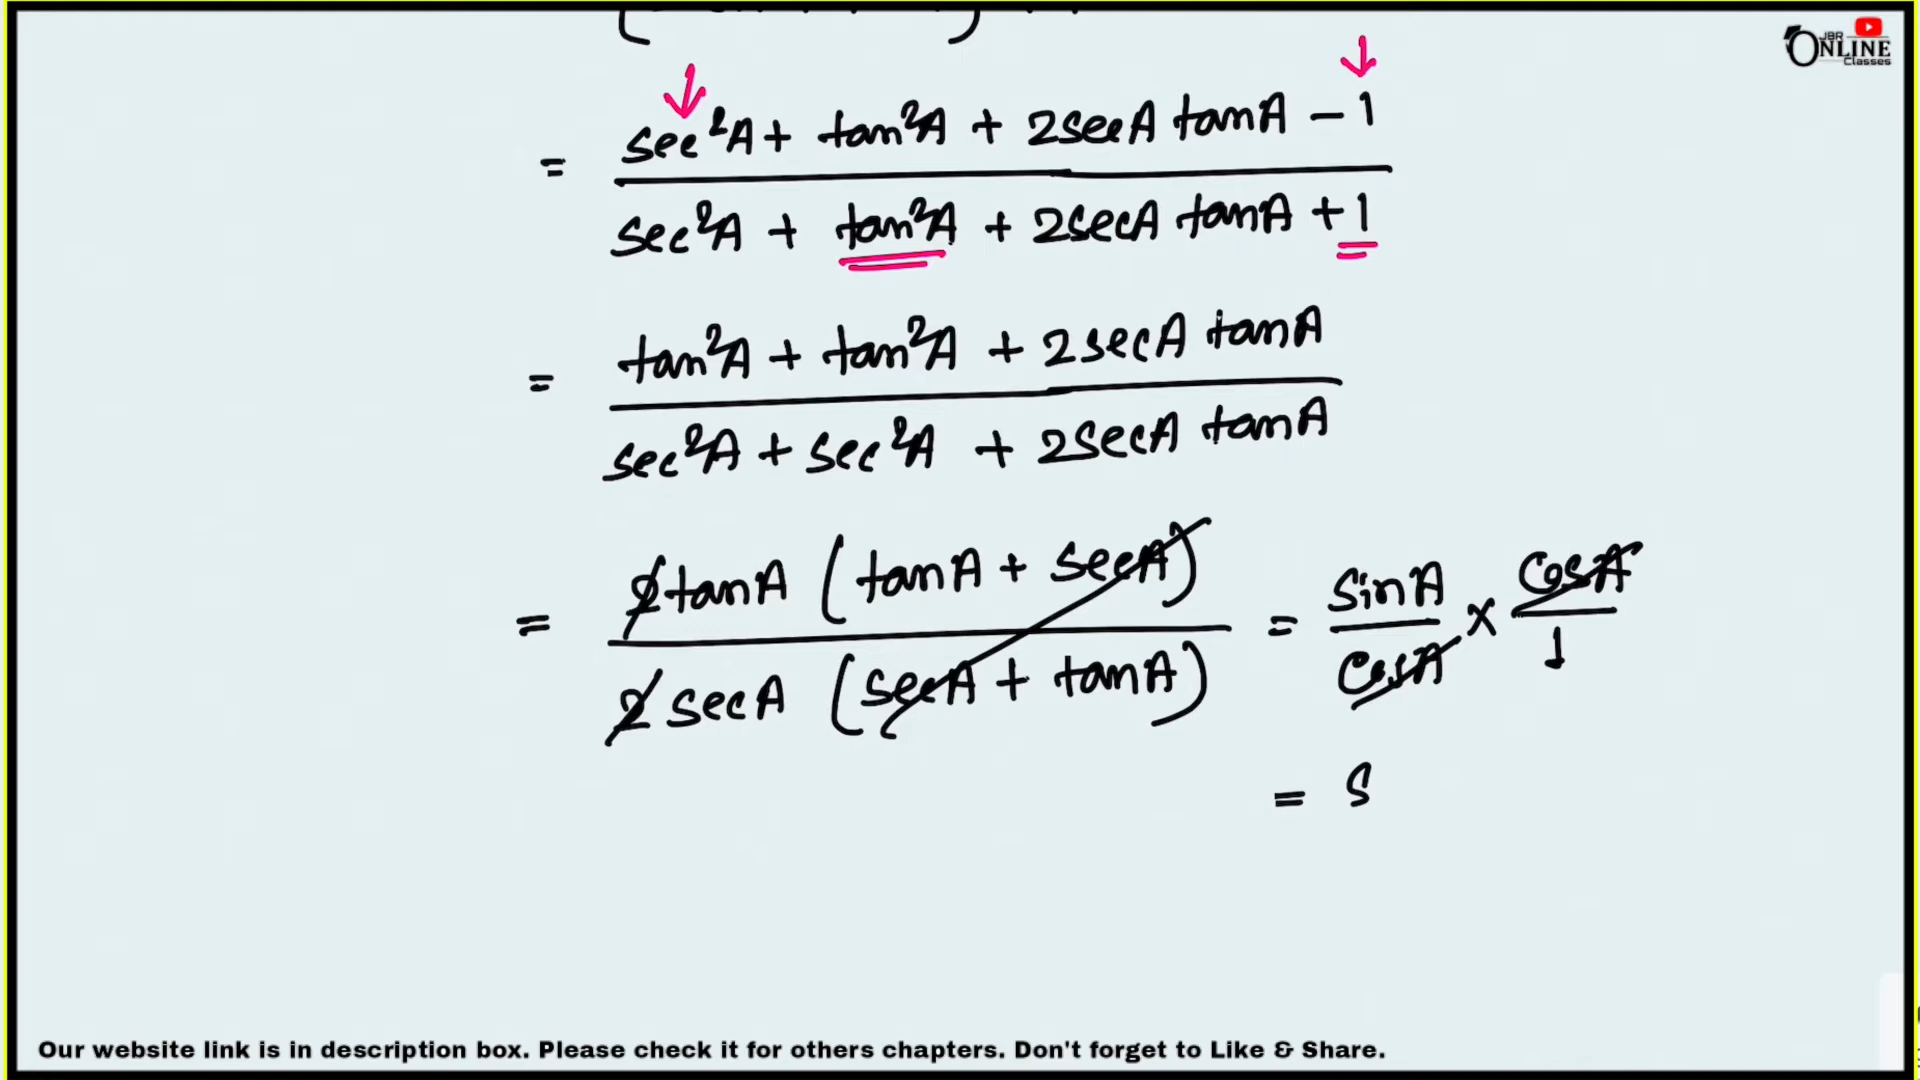 JBR
ONLINE
Classes
= sec²A + tan²A + 2secA tanA - 1
sec²A + tan²A + 2secA tanA + 1
= tan²A + tan²A + 2secA tanA
sec²A + sec²A + 2secA tanA
= 2tanA (tanA + secA) = sinA × cosA
2secA (secA + tanA) cosA 1
= S
Our website link is in description box. Please check it for others chapters. Don't forget to Like & Share.